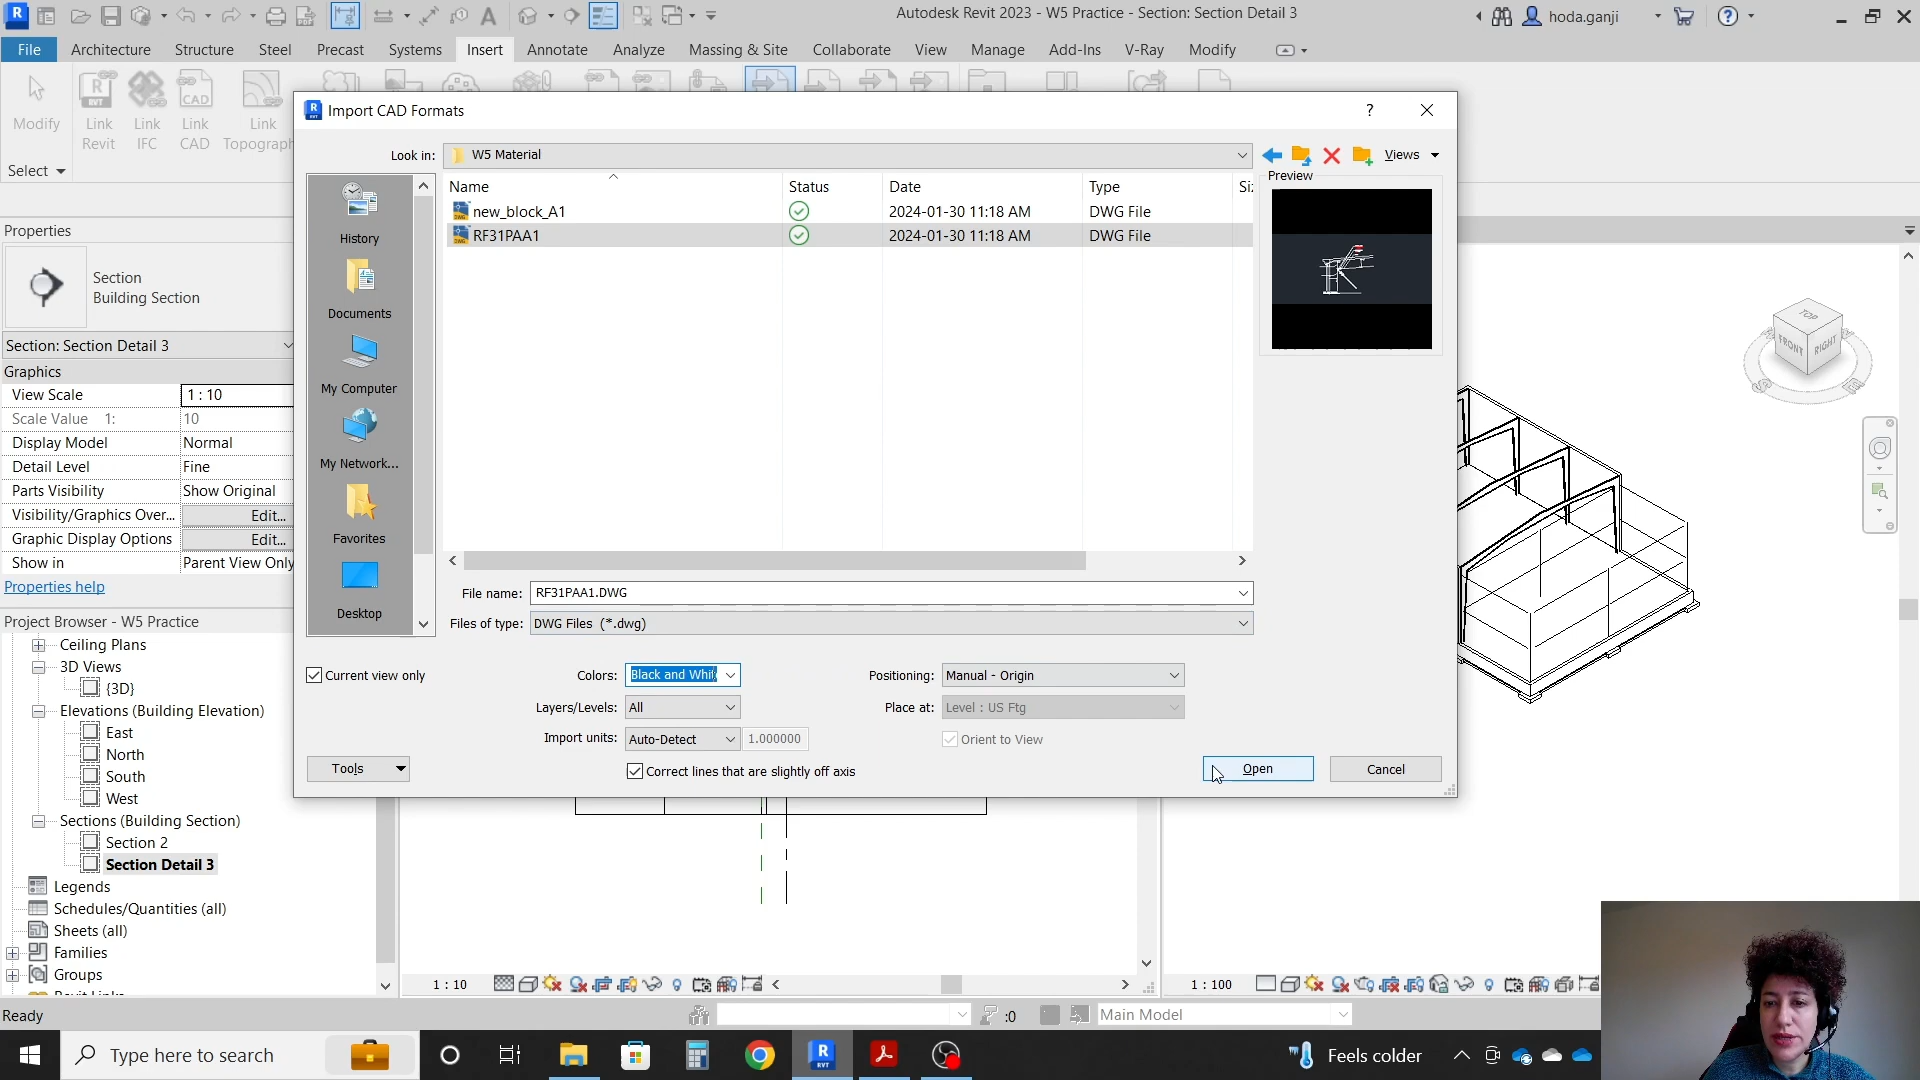 Autodesk Revit 2023 - W5 Practice - Section: Section Detail 3
hoda.ganji
File Architecture Structure Steel Precast Systems Insert Annotate Analyze Massing & Site Collaborate View Manage Add-Ins V-Ray Modify
Modify
Link Revit
Link IFC
Link CAD
Link Topograph
Select
Import CAD Formats
Look in: W5 Material
Views
Name Status Date Type Siz
Preview
new_block_A1 2024-01-30 11:18 AM DWG File
RF31PAA1 2024-01-30 11:18 AM DWG File
History
Documents
My Computer
My Network...
Favorites
Desktop
File name: RF31PAA1.DWG
Files of type: DWG Files (*.dwg)
Current view only
Colors: Black and Whit
Positioning: Manual - Origin
Layers/Levels: All
Place at: Level : US Ftg
Import units: Auto-Detect 1.000000
Orient to View
Correct lines that are slightly off axis
Tools
Open
Cancel
Properties
Section
Building Section
Section: Section Detail 3
Graphics
View Scale 1 : 10
Scale Value 1: 10
Display Model Normal
Detail Level Fine
Parts Visibility Show Original
Visibility/Graphics Over... Edit...
Graphic Display Options Edit...
Show in Parent View Only
Properties help
Project Browser - W5 Practice
Ceiling Plans
3D Views
{3D}
Elevations (Building Elevation)
East
North
South
West
Sections (Building Section)
Section 2
Section Detail 3
Legends
Schedules/Quantities (all)
Sheets (all)
Families
Groups
TOP
FRONT
RIGHT
1 : 10
1 : 100
Ready
:0
Main Model
Type here to search
Feels colder